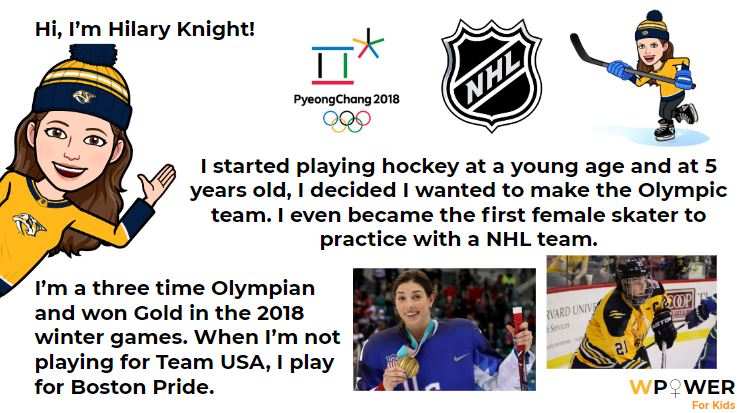 Hi, I’m Hilary Knight!
PyeongChang 2018
NHL
I started playing hockey at a young age and at 5
years old, I decided I wanted to make the Olympic
team. I even became the first female skater to
practice with a NHL team.
I’m a three time Olympian
and won Gold in the 2018
winter games. When I’m not
playing for Team USA, I play
for Boston Pride.
HARVARD UNIV
h Services
COOP
21
WPOWER
For Kids